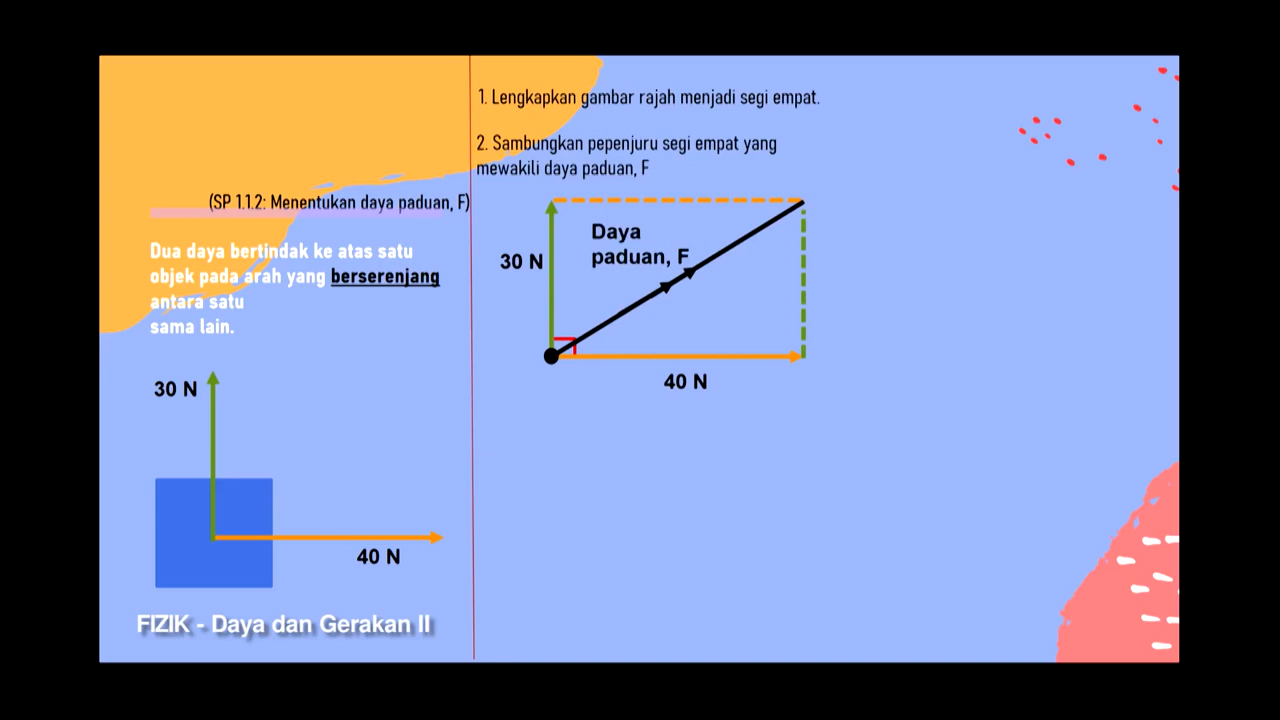 (SP 1.1.2: Menentukan daya paduan, F)
Dua daya bertindak ke atas satu
objek pada arah yang berserenjang
antara satu
sama lain.
30 N
40 N
FIZIK - Daya dan Gerakan II
1. Lengkapkan gambar rajah menjadi segi empat.
2. Sambungkan pepenjuru segi empat yang
mewakili daya paduan, F
Daya
paduan, F
30 N
40 N